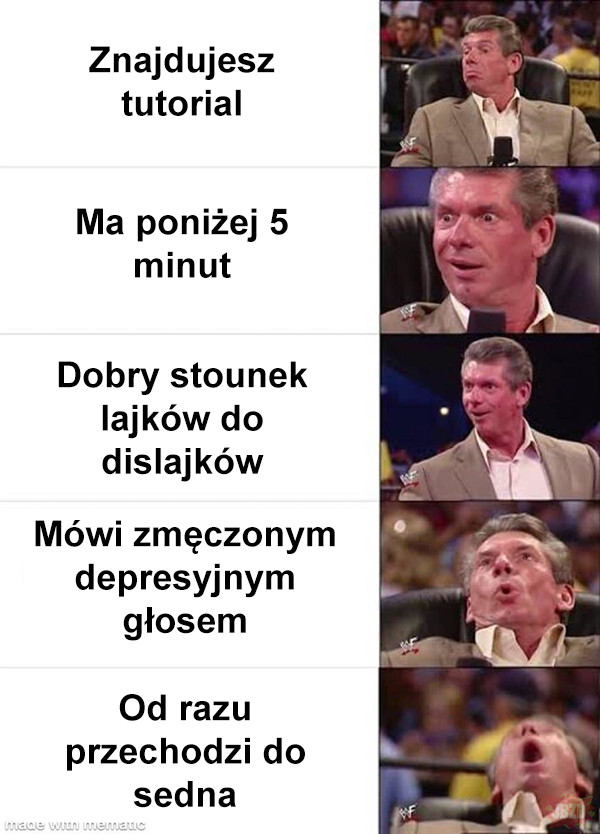 Znajdujesz
tutorial
Ma poniżej 5
minut
Dobry stounek
lajków do
dislajków
Mówi zmęczonym
depresyjnym
głosem
Od razu
przechodzi do
sedna
made with mematic